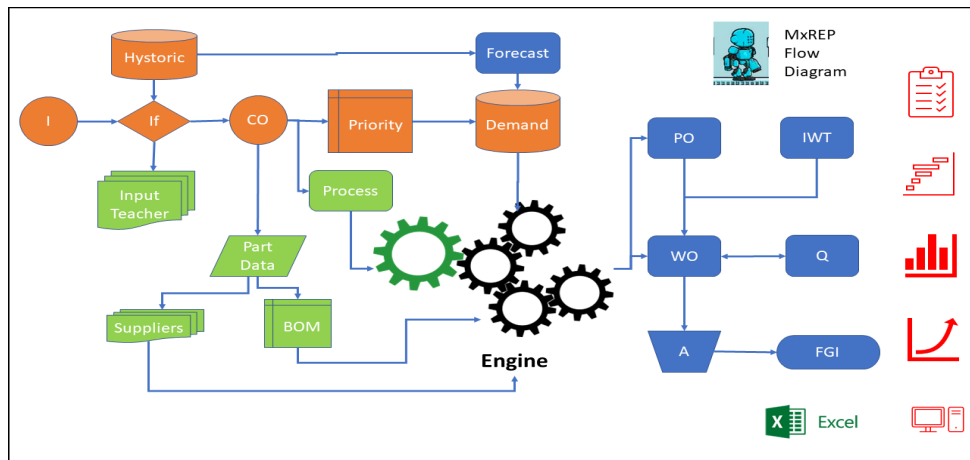 MxREP
Flow
Diagram
Hystoric
Forecast
I
If
CO
Priority
Demand
PO
IWT
Input
Teacher
Process
Part
Data
WO
Q
Suppliers
BOM
Engine
A
FGI
X
Excel